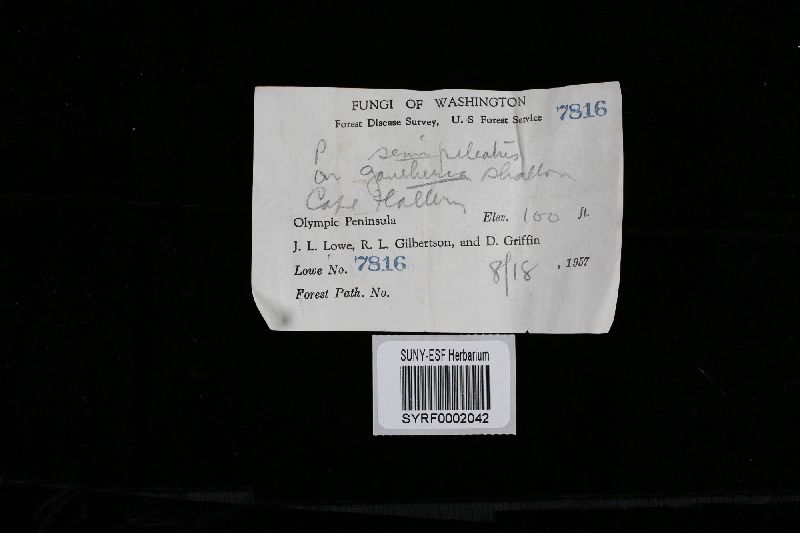 FUNGI OF WASHINGTON
Forest Disease Survey, U. S Forest Service 7816
P semipileatus
on Gaultheria shallon
Cape Flattery
Olympic Peninsula Elev. 100 ft.
J. L. Lowe, R. L. Gilbertson, and D. Griffin
Lowe No. 7816 8/18 , 1957
Forest Path. No.
SUNY-ESF Herbarium
SYRF0002042